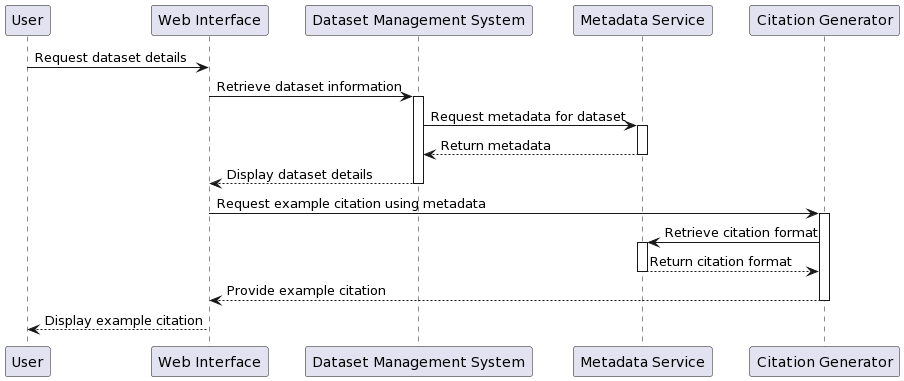 User Web Interface Dataset Management System Metadata Service Citation Generator
Request dataset details
Retrieve dataset information
Request metadata for dataset
Return metadata
Display dataset details
Request example citation using metadata
Retrieve citation format
Return citation format
Provide example citation
Display example citation
User Web Interface Dataset Management System Metadata Service Citation Generator